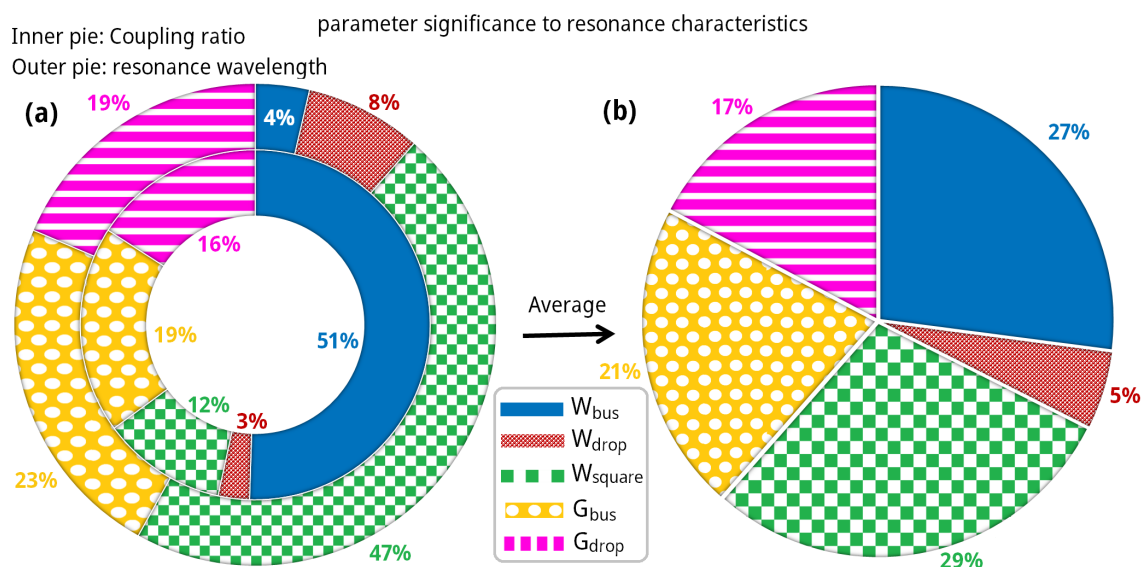 parameter significance to resonance characteristics
Inner pie: Coupling ratio
Outer pie: resonance wavelength
(a)
19%
4%
8%
16%
51%
19%
12%
3%
23%
47%
Average
(b)
17%
27%
21%
5%
29%
Wbus
Wdrop
Wsquare
Gbus
Gdrop